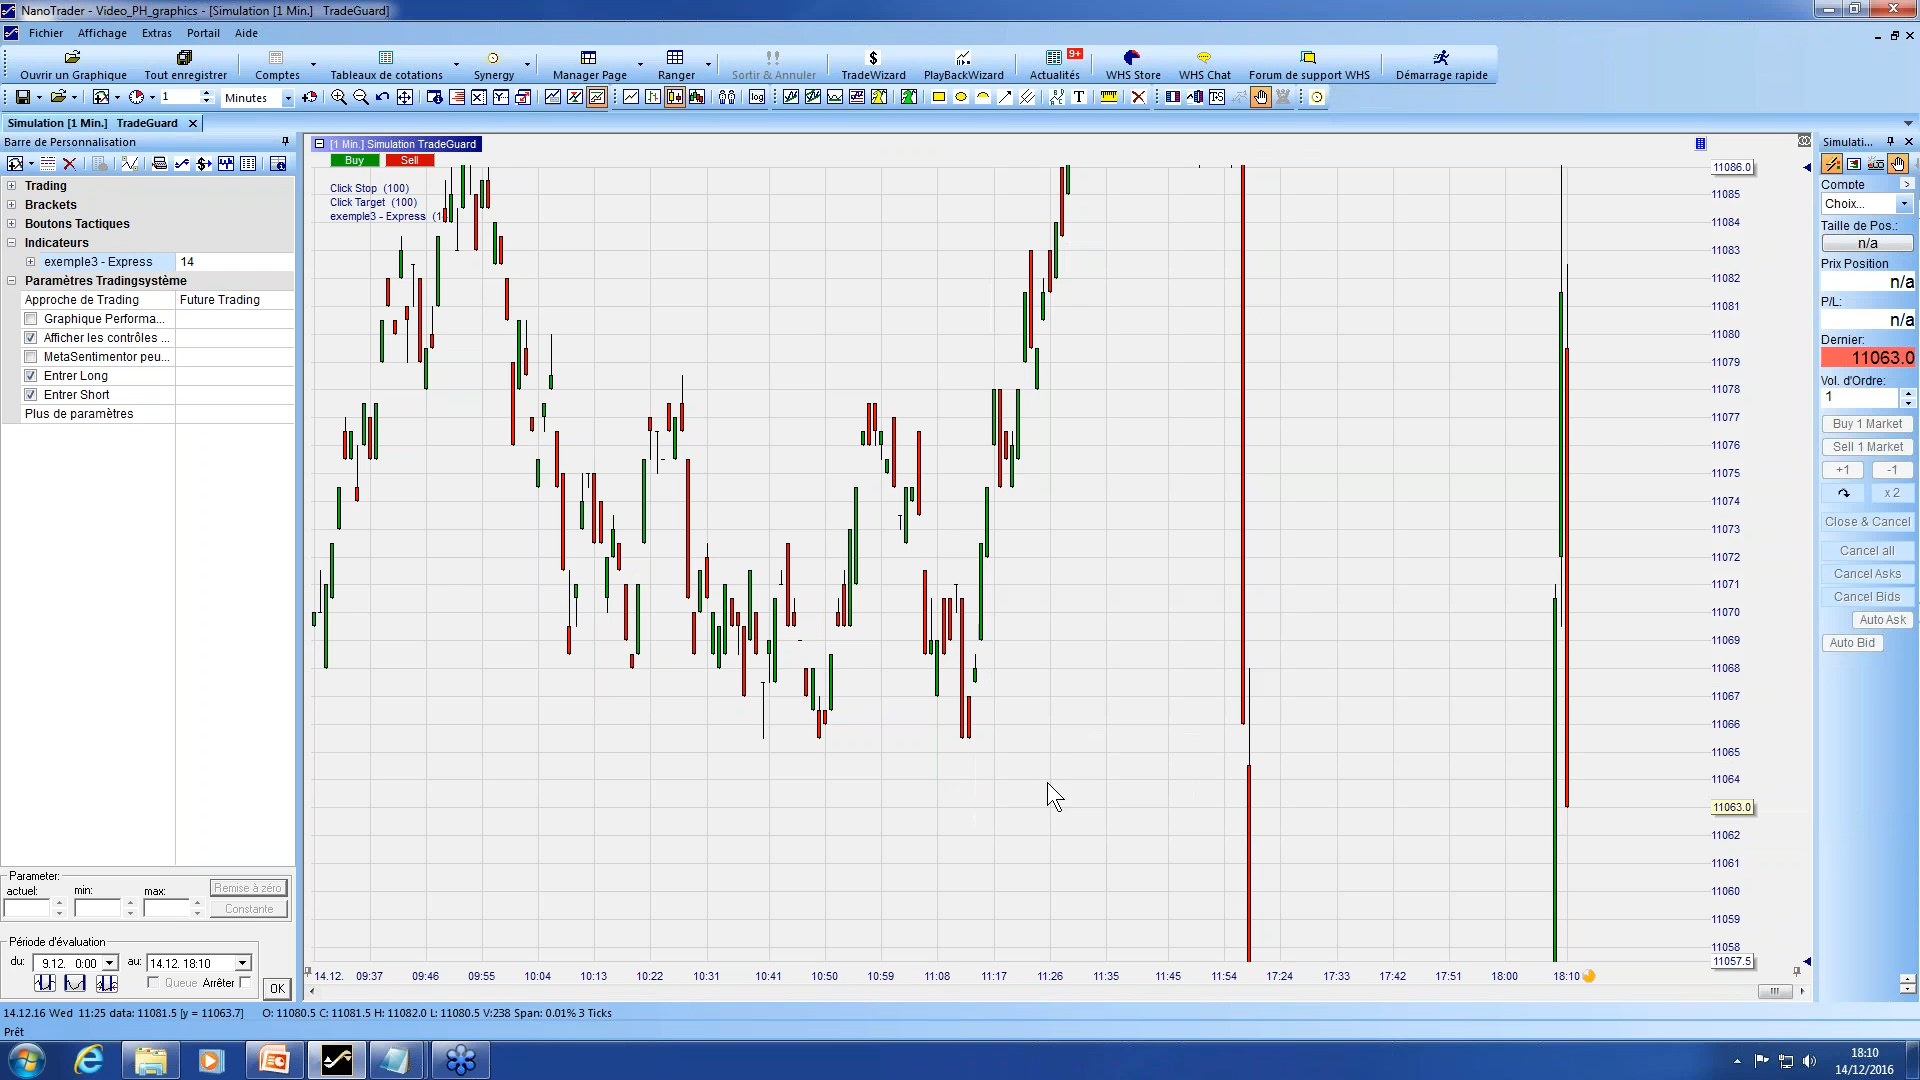 NanoTrader - Video_PH_graphics - [Simulation [1 Min.]   TradeGuard]
Fichier Affichage Extras Portail Aide
Ouvrir un Graphique Tout enregistrer Comptes Tableaux de cotations Synergy Manager Page Ranger Sortir & Annuler TradeWizard PlayBackWizard Actualités 9+ WHS Store WHS Chat Forum de support WHS Démarrage rapide
1 Minutes log T
Simulation [1 Min.]   TradeGuard
Barre de Personnalisation
Trading
Brackets
Boutons Tactiques
Indicateurs
exemple3 - Express 14
Paramètres Tradingsystème
Approche de Trading Future Trading
Graphique Performa...
Afficher les contrôles ...
MetaSentimentor peu...
Entrer Long
Entrer Short
Plus de paramètres
Parameter:
actuel: min: max: Remise à zéro
Constante
Période d'évaluation
du: 9.12. 0:00 au: 14.12. 18:10
Queue Arrêter OK
[1 Min.] Simulation TradeGuard
Buy Sell
Click Stop (100)
Click Target (100)
exemple3 - Express (1
11086.0
11085
11084
11083
11082
11081
11080
11079
11078
11077
11076
11075
11074
11073
11072
11071
11070
11069
11068
11067
11066
11065
11064
11063.0
11062
11061
11060
11059
11058
11057.5
14.12. 09:37 09:46 09:55 10:04 10:13 10:22 10:31 10:41 10:50 10:59 11:08 11:17 11:26 11:35 11:45 11:54 17:24 17:33 17:42 17:51 18:00 18:10
Simulati...
Compte
Choix...
Taille de Pos.:
n/a
Prix Position
n/a
P/L:
n/a
Dernier:
11063.0
Vol. d'Ordre:
1
Buy 1 Market
Sell 1 Market
+1 -1
x 2
Close & Cancel
Cancel all
Cancel Asks
Cancel Bids
Auto Ask
Auto Bid
14.12.16 Wed 11:25 data: 11081.5 [y = 11063.7] O: 11080.5 C: 11081.5 H: 11082.0 L: 11080.5 V:238 Span: 0.01% 3 Ticks
Prêt
18:10
14/12/2016